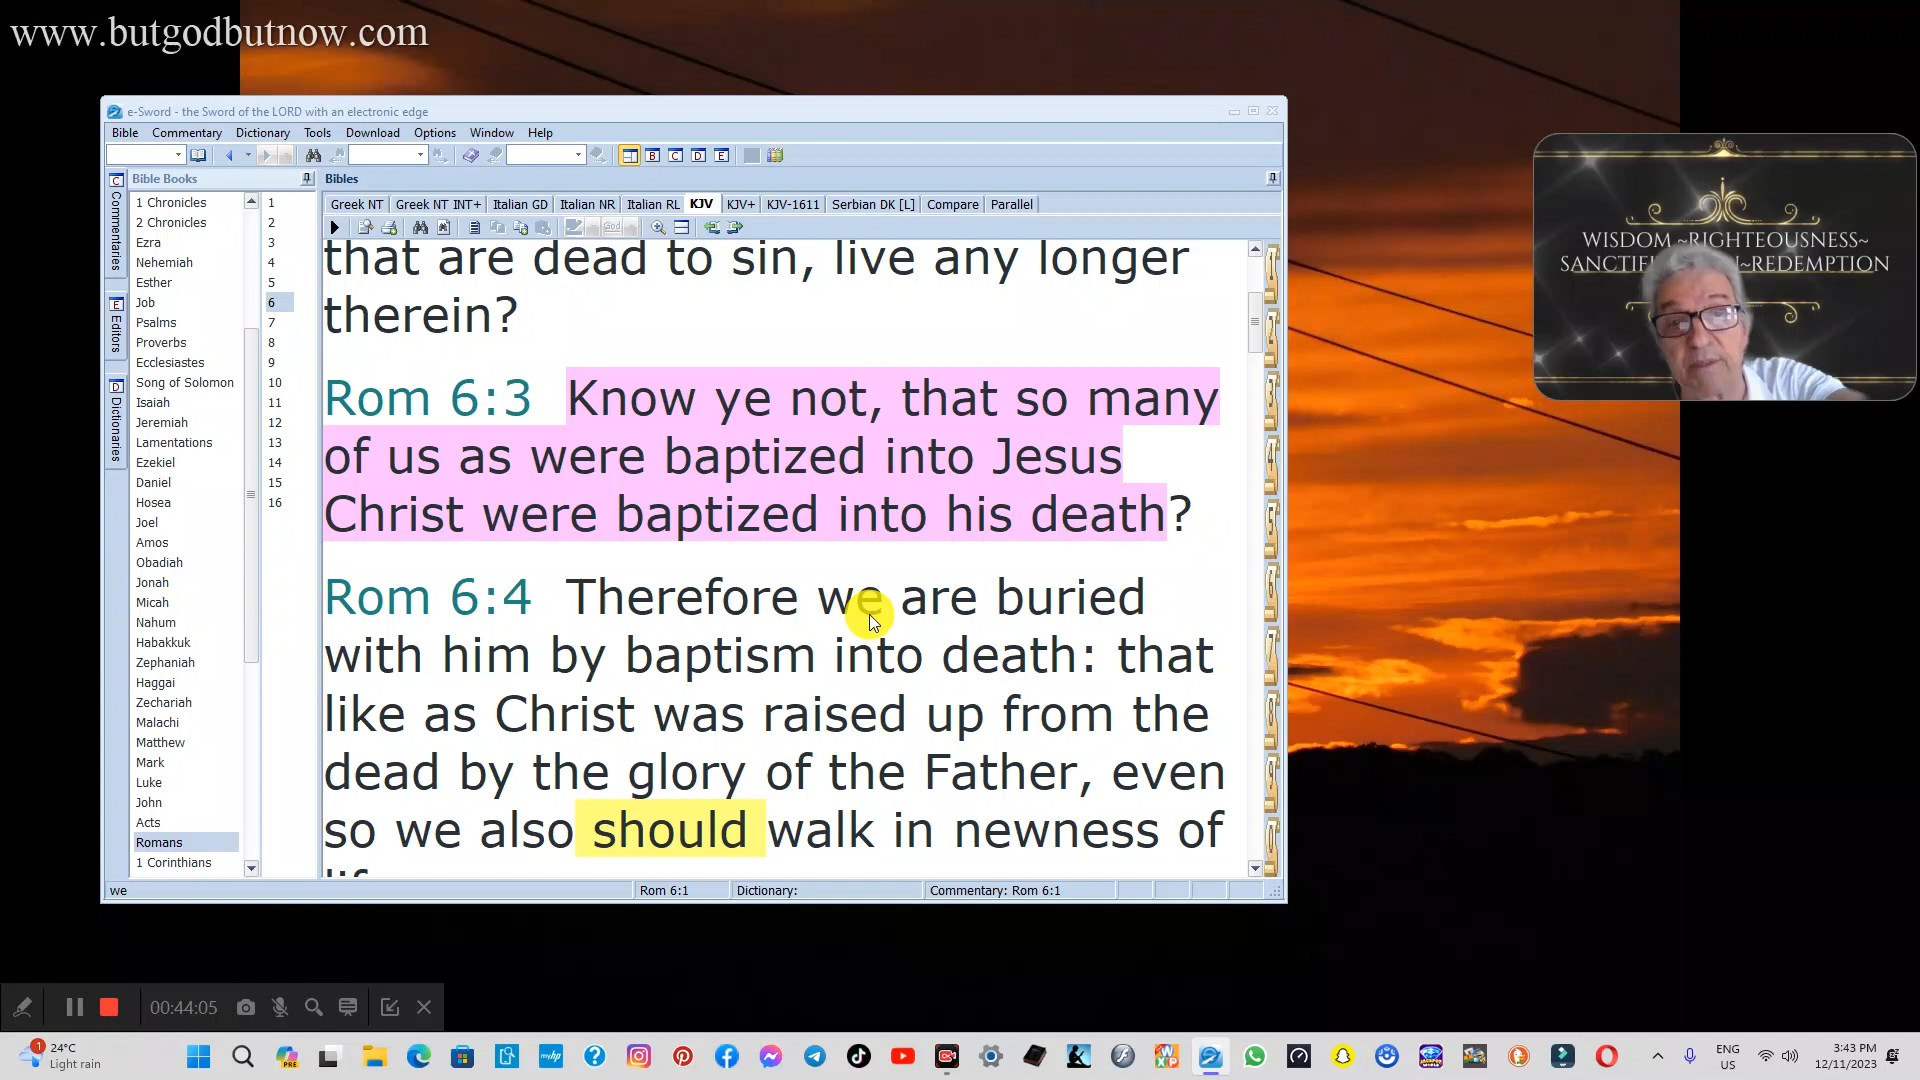 www.butgodbutnow.com
e-Sword - the Sword of the LORD with an electronic edge
Bible Commentary Dictionary Tools Download Options Window Help
B C D E
Bible Books
Bibles
Commentaries
Editors
Dictionaries
Greek NT Greek NT INT+ Italian GD Italian NR Italian RL KJV KJV+ KJV-1611 Serbian DK [L] Compare Parallel
1 Chronicles 1
2 Chronicles 2
Ezra 3
Nehemiah 4
Esther 5
Job 6
Psalms 7
Proverbs 8
Ecclesiastes 9
Song of Solomon 10
Isaiah 11
Jeremiah 12
Lamentations 13
Ezekiel 14
Daniel 15
Hosea 16
Joel
Amos
Obadiah
Jonah
Micah
Nahum
Habakkuk
Zephaniah
Haggai
Zechariah
Malachi
Matthew
Mark
Luke
John
Acts
Romans
1 Corinthians
that are dead to sin, live any longer
therein?
Rom 6:3 Know ye not, that so many
of us as were baptized into Jesus
Christ were baptized into his death?
Rom 6:4 Therefore we are buried
with him by baptism into death: that
like as Christ was raised up from the
dead by the glory of the Father, even
so we also should walk in newness of
we Rom 6:1 Dictionary: Commentary: Rom 6:1
WISDOM ~RIGHTEOUSNESS~
~REDEMPTION
00:44:05
1 24°C
Light rain
ENG
US
3:43 PM
12/11/2023